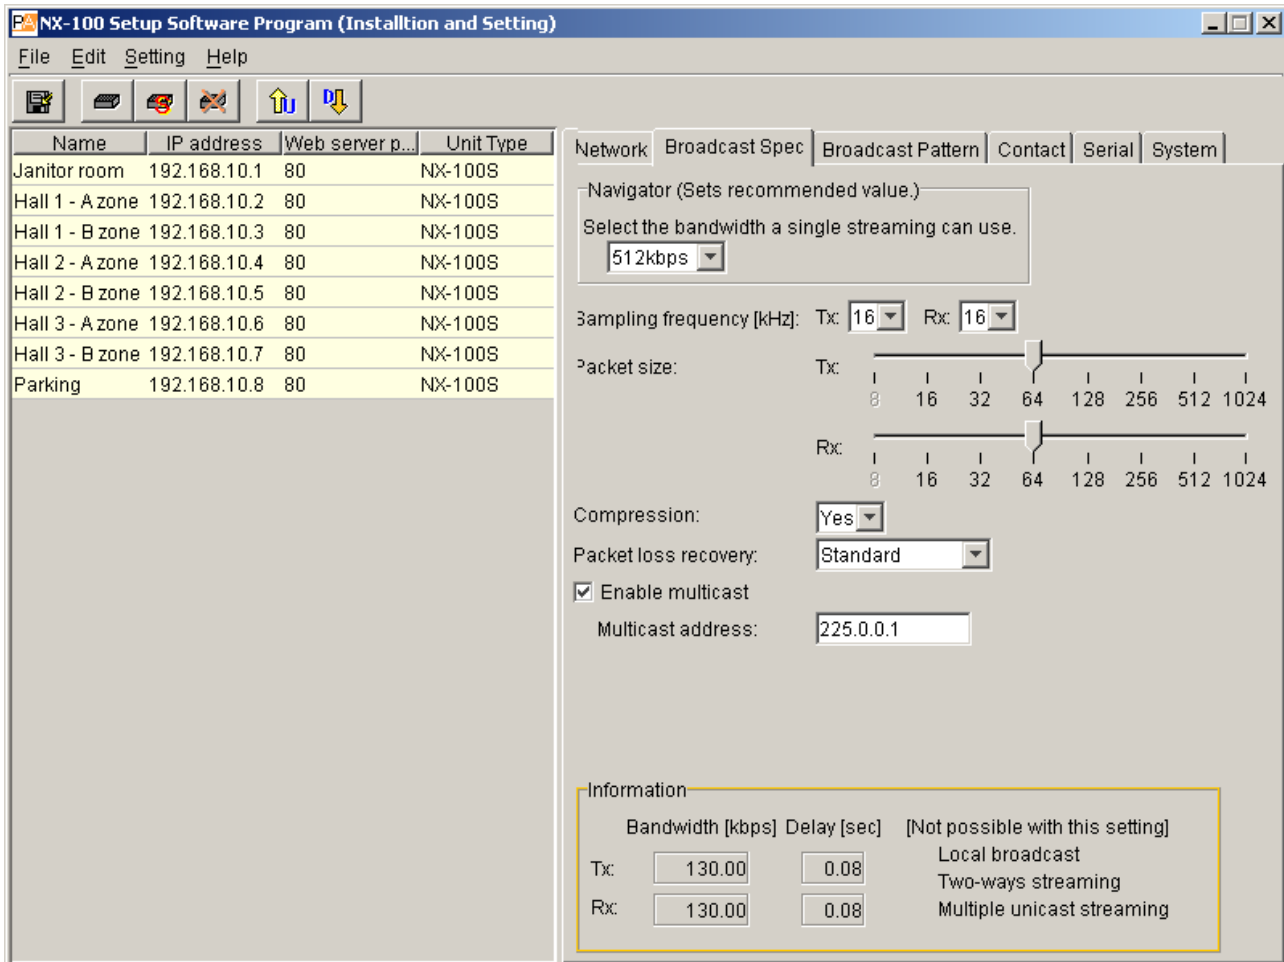 PA NX-100 Setup Software Program (Installtion and Setting)
File Edit Setting Help
U D
Name IP address Web server p... Unit Type
Janitor room 192.168.10.1 80 NX-100S
Hall 1 - A zone 192.168.10.2 80 NX-100S
Hall 1 - B zone 192.168.10.3 80 NX-100S
Hall 2 - A zone 192.168.10.4 80 NX-100S
Hall 2 - B zone 192.168.10.5 80 NX-100S
Hall 3 - A zone 192.168.10.6 80 NX-100S
Hall 3 - B zone 192.168.10.7 80 NX-100S
Parking 192.168.10.8 80 NX-100S
Network Broadcast Spec Broadcast Pattern Contact Serial System
Navigator (Sets recommended value.)
Select the bandwidth a single streaming can use.
512kbps
Sampling frequency [kHz]: Tx: 16 Rx: 16
Packet size: Tx:
8 16 32 64 128 256 512 1024
Rx:
8 16 32 64 128 256 512 1024
Compression: Yes
Packet loss recovery: Standard
Enable multicast
Multicast address: 225.0.0.1
Information
Bandwidth [kbps] Delay [sec] [Not possible with this setting]
Local broadcast
Tx: 130.00 0.08
Two-ways streaming
Rx: 130.00 0.08 Multiple unicast streaming